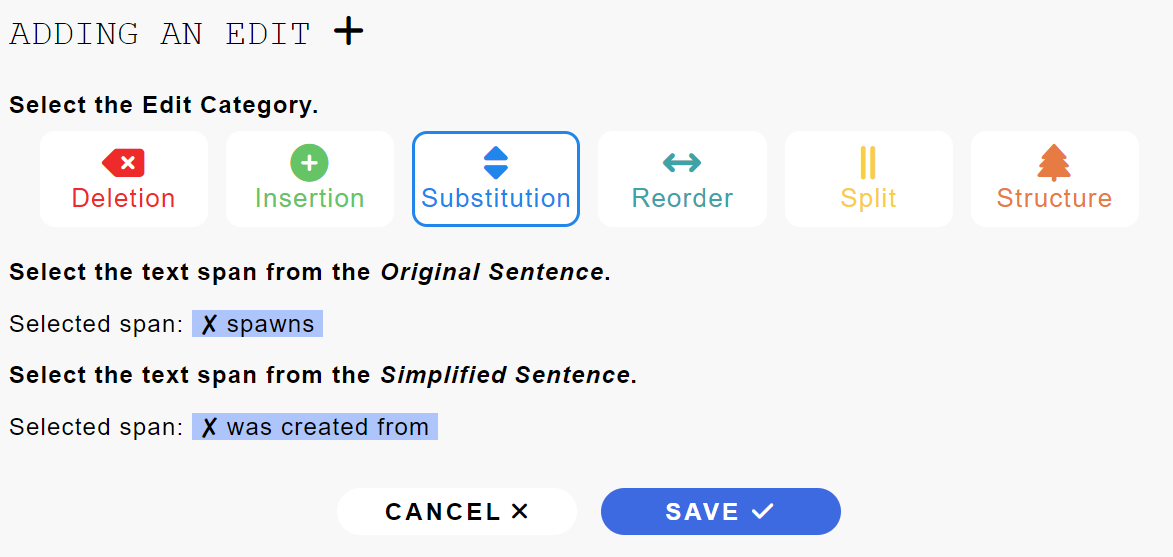 ADDING AN EDIT +
Select the Edit Category.
Deletion Insertion Substitution Reorder Split Structure
Select the text span from the Original Sentence.
Selected span: ✗ spawns
Select the text span from the Simplified Sentence.
Selected span: ✗ was created from
CANCEL ✕ SAVE ✓